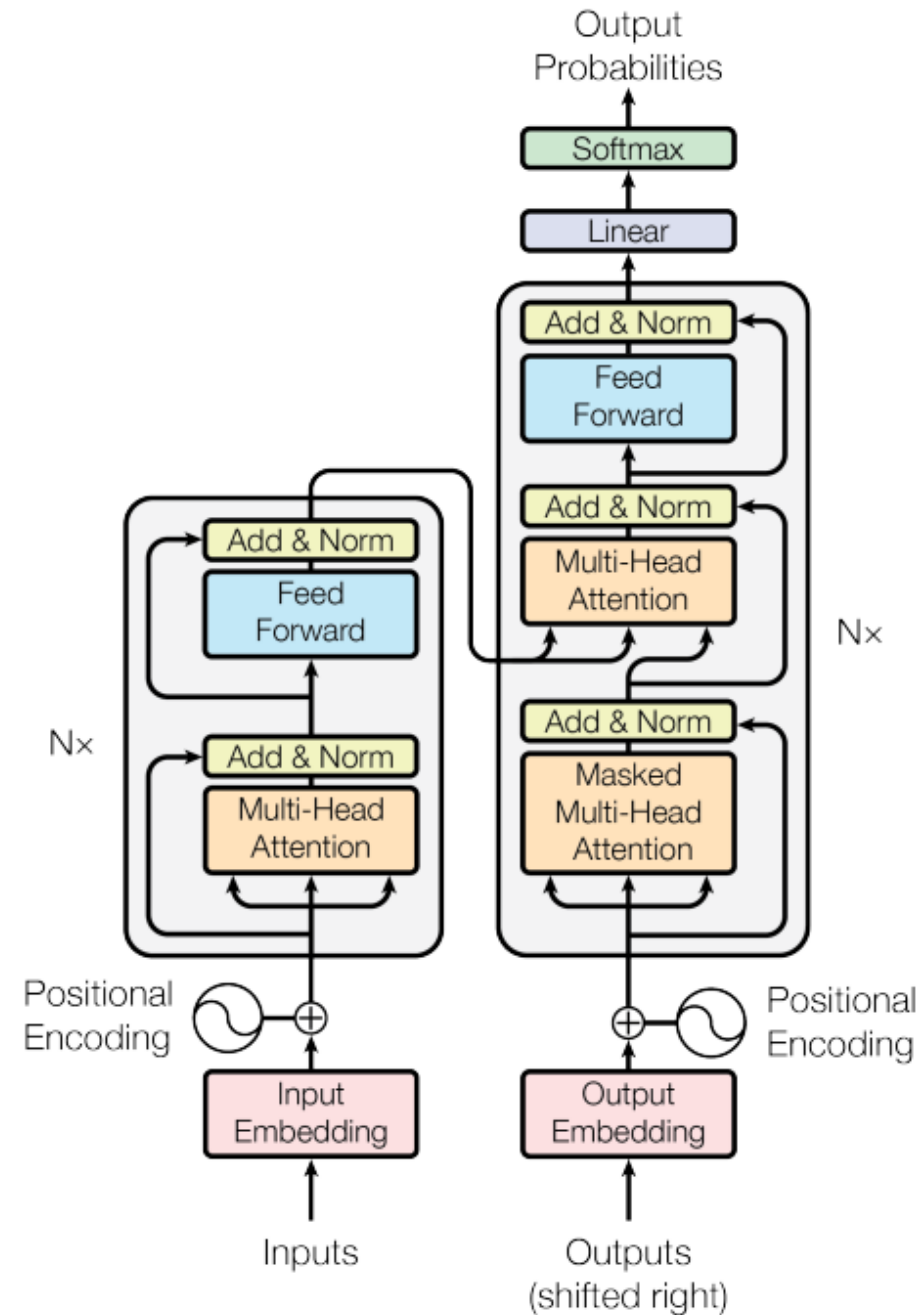 Output
Probabilities
Softmax
Linear
Add & Norm
Feed
Forward
Add & Norm
Multi-Head
Attention
Nx
Add & Norm
Masked
Multi-Head
Attention
Add & Norm
Feed
Forward
Nx
Add & Norm
Multi-Head
Attention
Positional
Encoding
Positional
Encoding
Input
Embedding
Output
Embedding
Inputs
Outputs
(shifted right)